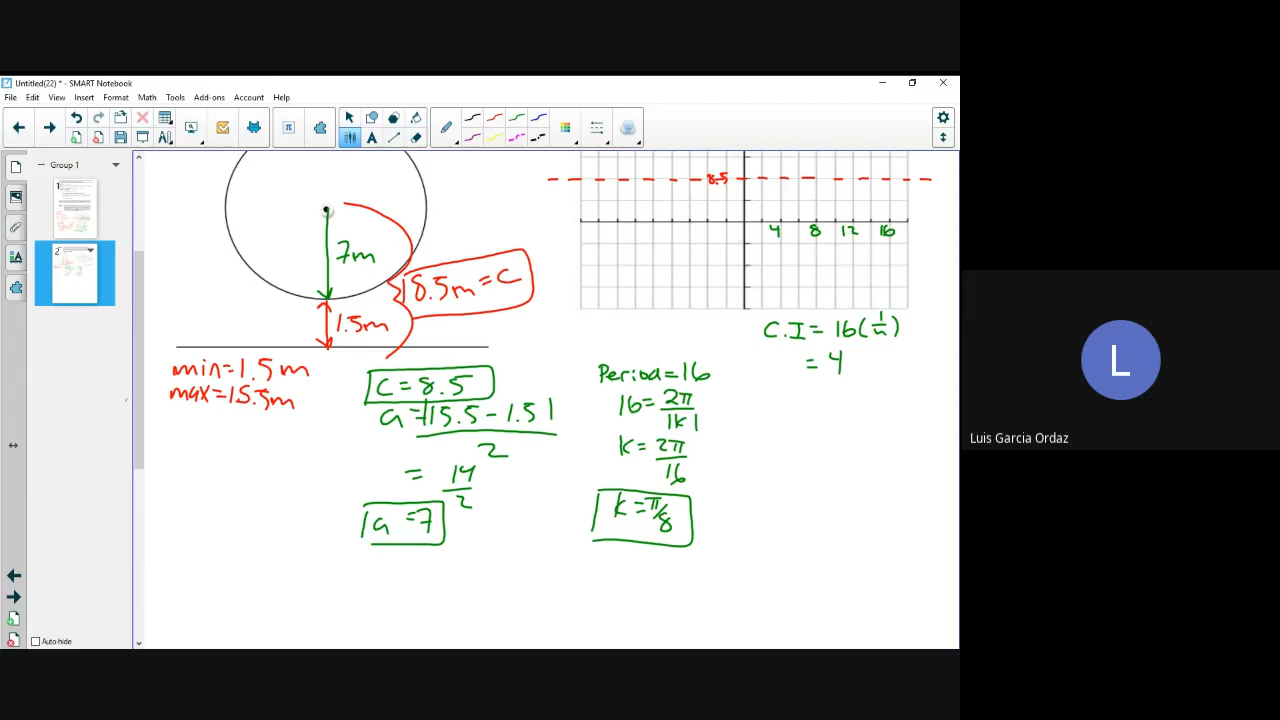 Untitled(22) * - SMART Notebook
File Edit View Insert Format Math Tools Add-ons Account Help
Group 1
1
2
Auto-hide
7m
1.5m
8.5m = C
min = 1.5 m
max = 15.5m
C = 8.5
a = |15.5 - 1.5|
2
= 14
2
a = 7
8.5
4 8 12 16
C.I = 16(1/4)
= 4
Period = 16
16 = 2π
|k|
k = 2π
16
k = π/8
L
Luis Garcia Ordaz